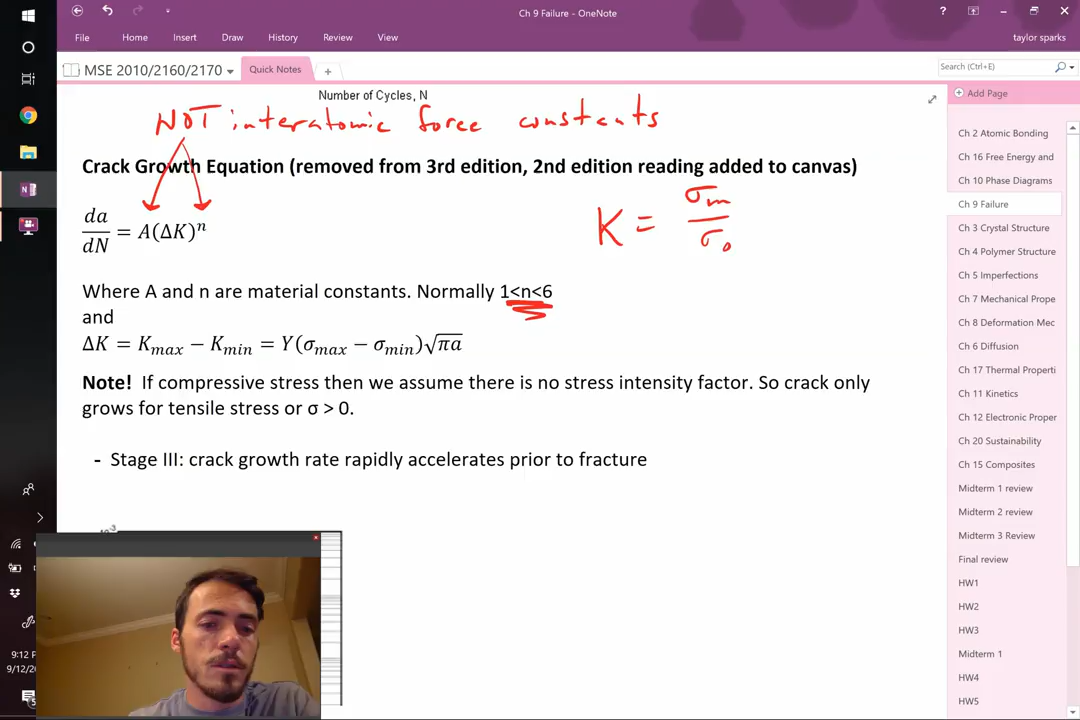 Ch 9 Failure - OneNote
?
File Home Insert Draw History Review View
taylor sparks
MSE 2010/2160/2170
Quick Notes
+
Search (Ctrl+E)
Add Page
Number of Cycles, N
NOT interatomic force constants
Crack Growth Equation (removed from 3rd edition, 2nd edition reading added to canvas)
da/dN = A(ΔK)ⁿ
K = σm/σo
Where A and n are material constants. Normally 1<n<6
and
ΔK = Kmax − Kmin = Y(σmax − σmin)√πa
Note! If compressive stress then we assume there is no stress intensity factor. So crack only
grows for tensile stress or σ > 0.
- Stage III: crack growth rate rapidly accelerates prior to fracture
Ch 2 Atomic Bonding
Ch 16 Free Energy and
Ch 10 Phase Diagrams
Ch 9 Failure
Ch 3 Crystal Structure
Ch 4 Polymer Structure
Ch 5 Imperfections
Ch 7 Mechanical Prope
Ch 8 Deformation Mec
Ch 6 Diffusion
Ch 17 Thermal Properti
Ch 11 Kinetics
Ch 12 Electronic Proper
Ch 20 Sustainability
Ch 15 Composites
Midterm 1 review
Midterm 2 review
Midterm 3 Review
Final review
HW1
HW2
HW3
Midterm 1
HW4
HW5
9:12 P
9/12/20